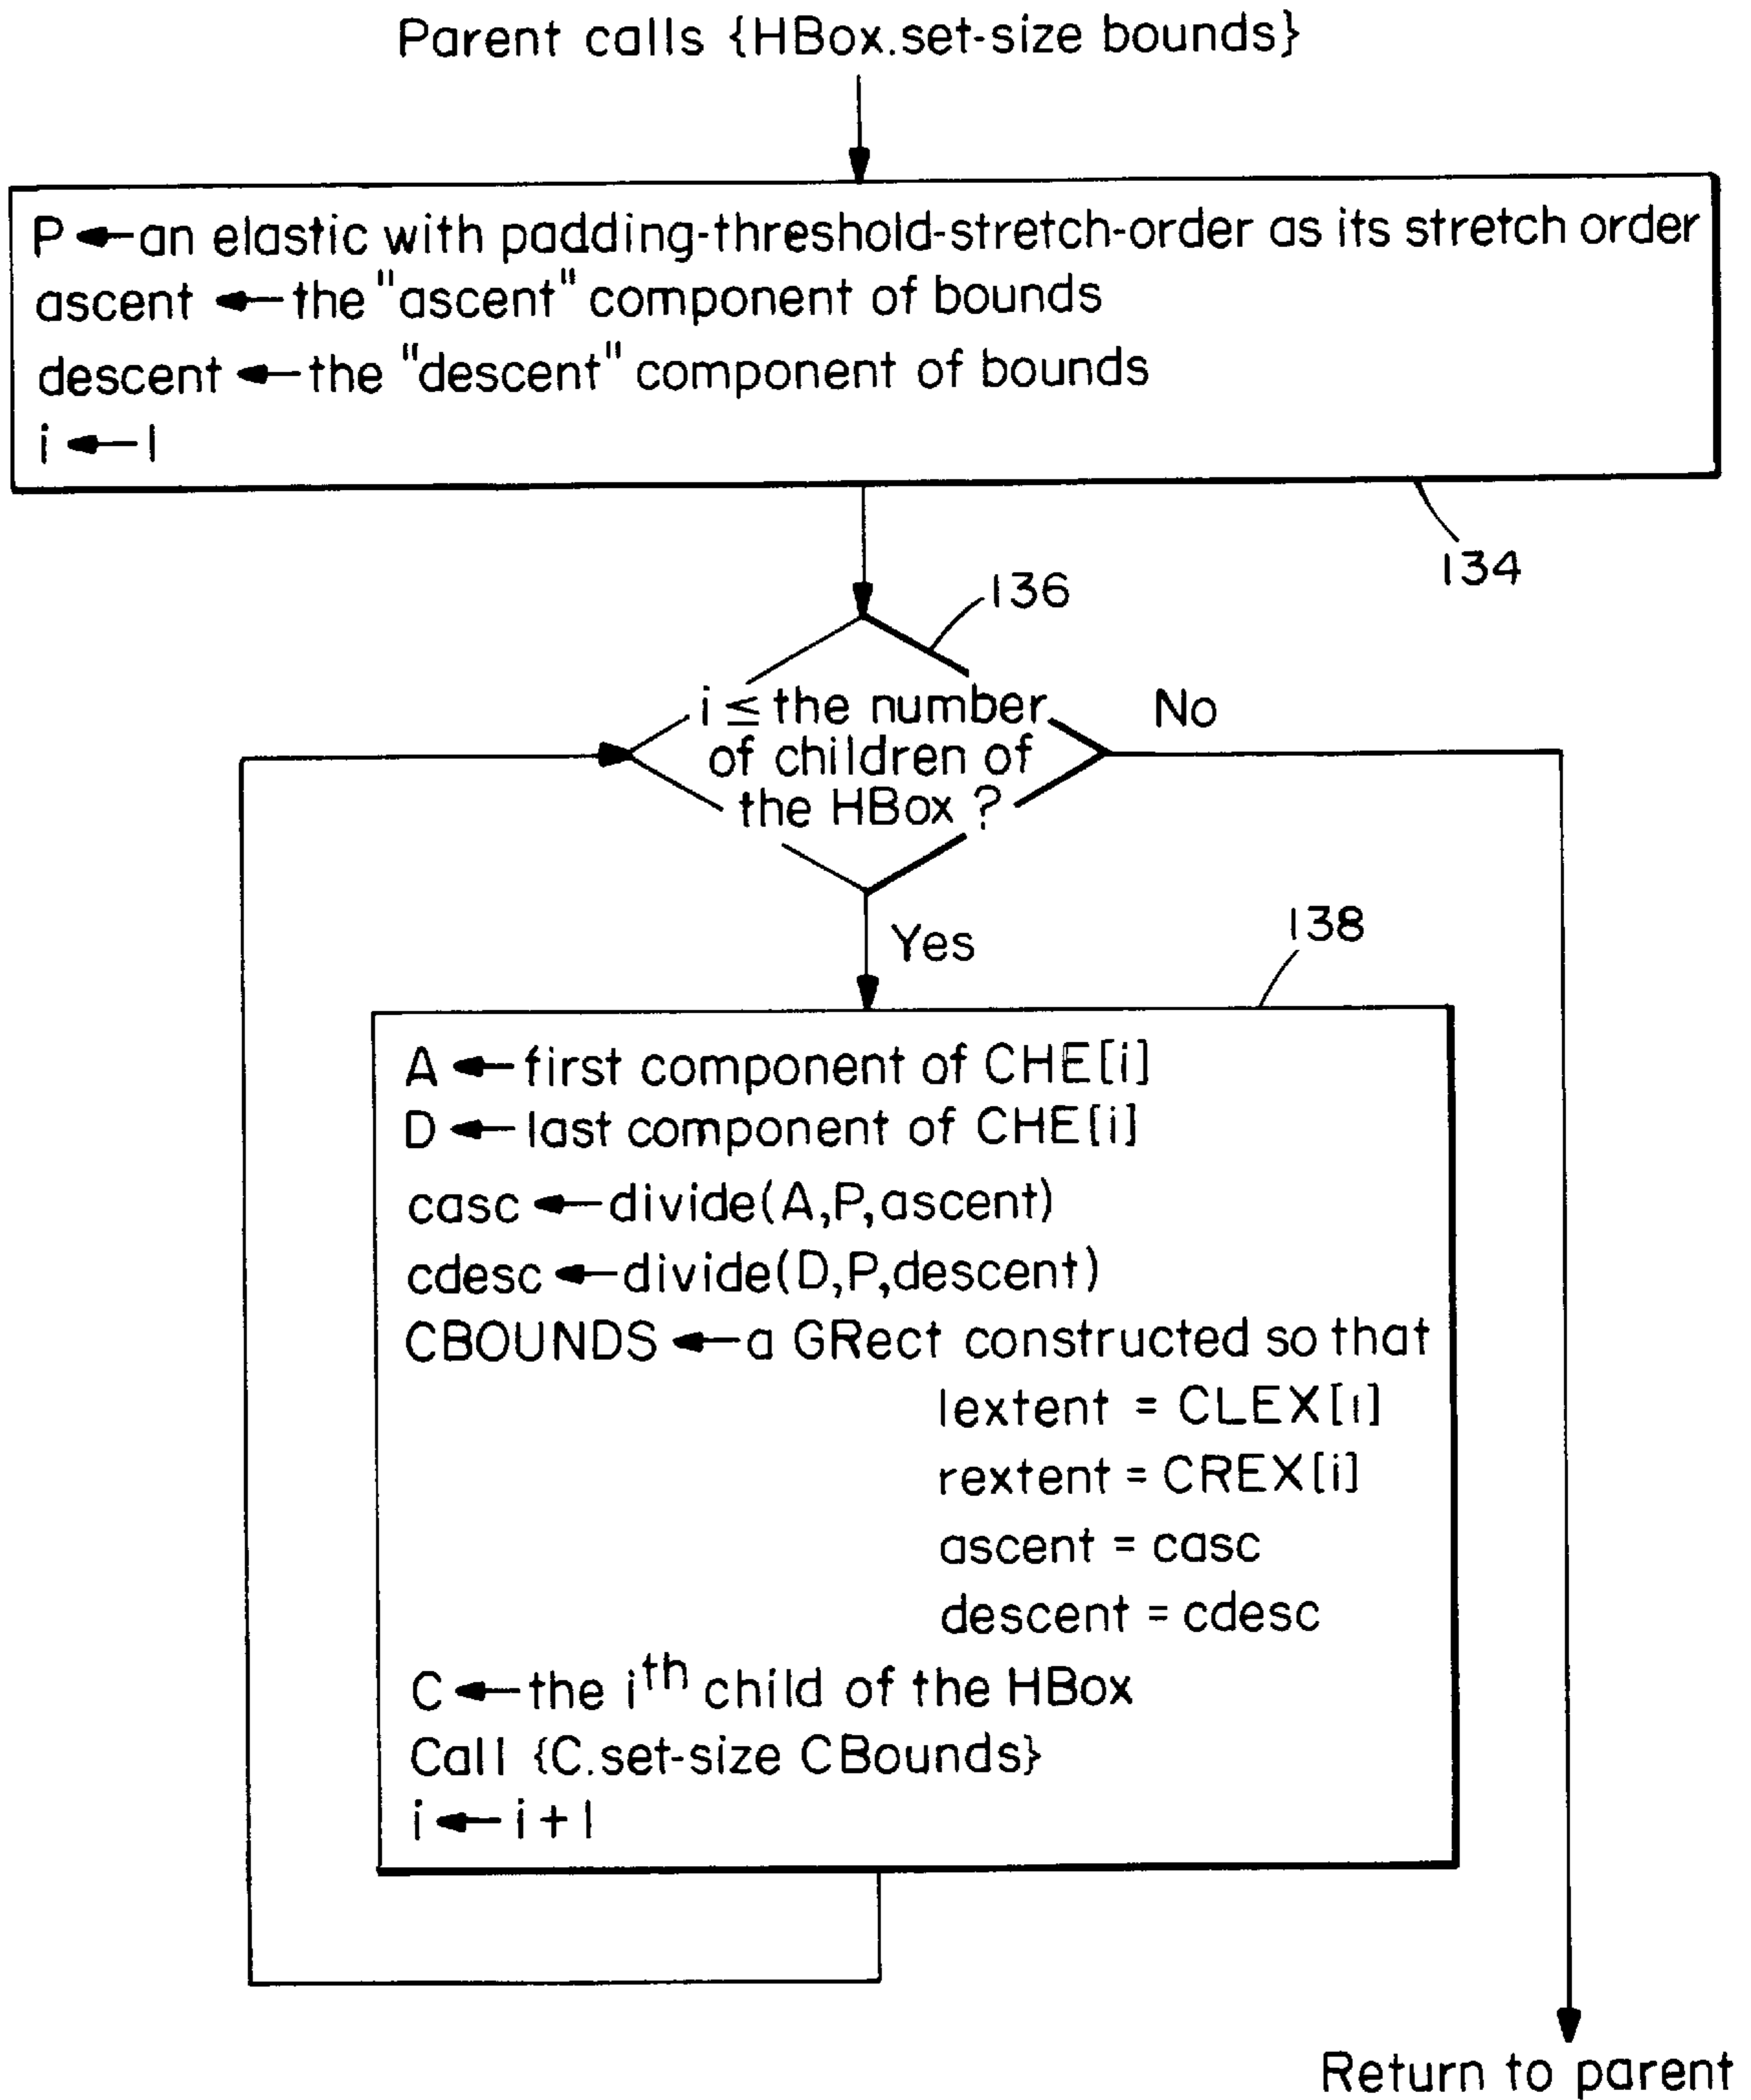 Parent calls {HBox.set-size bounds}
P ← an elastic with padding-threshold-stretch-order as its stretch order
ascent ← the "ascent" component of bounds
descent ← the "descent" component of bounds
i ← 1
134
136
i ≤ the number
of children of
the HBox ?
No
Yes
138
A ← first component of CHE[i]
D ← last component of CHE[i]
casc ← divide(A,P,ascent)
cdesc ← divide(D,P,descent)
CBOUNDS ← a GRect constructed so that
lextent = CLEX[i]
rextent = CREX[i]
ascent = casc
descent = cdesc
C ← the ith child of the HBox
Call {C.set-size CBounds}
i ← i + 1
Return to parent